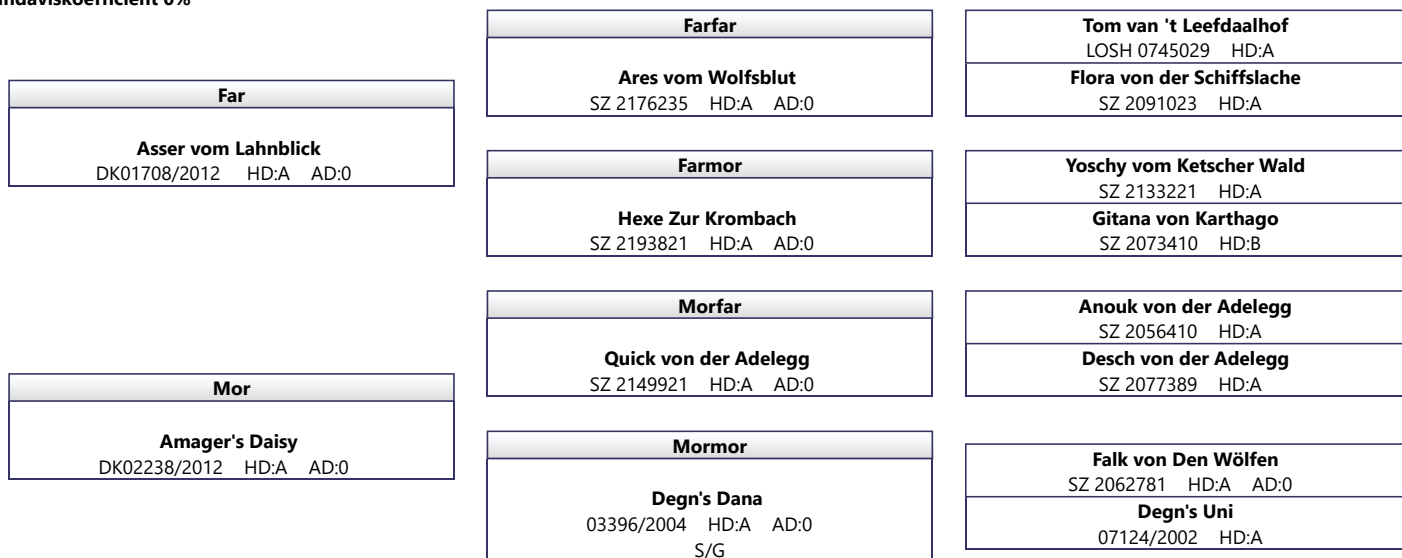 Far
Asser vom Lahnblick
DK01708/2012 HD:A AD:0
Mor
Amager's Daisy
DK02238/2012 HD:A AD:0
Farfar
Ares vom Wolfsblut
SZ 2176235 HD:A AD:0
Farmor
Hexe Zur Krombach
SZ 2193821 HD:A AD:0
Morfar
Quick von der Adelegg
SZ 2149921 HD:A AD:0
Mormor
Degn's Dana
03396/2004 HD:A AD:0
S/G
Tom van 't Leefdaalhof
LOSH 0745029 HD:A
Flora von der Schiffslache
SZ 2091023 HD:A
Yoschy vom Ketscher Wald
SZ 2133221 HD:A
Gitana von Karthago
SZ 2073410 HD:B
Anouk von der Adelegg
SZ 2056410 HD:A
Desch von der Adelegg
SZ 2077389 HD:A
Falk von Den Wölfen
SZ 2062781 HD:A AD:0
Degn's Uni
07124/2002 HD:A